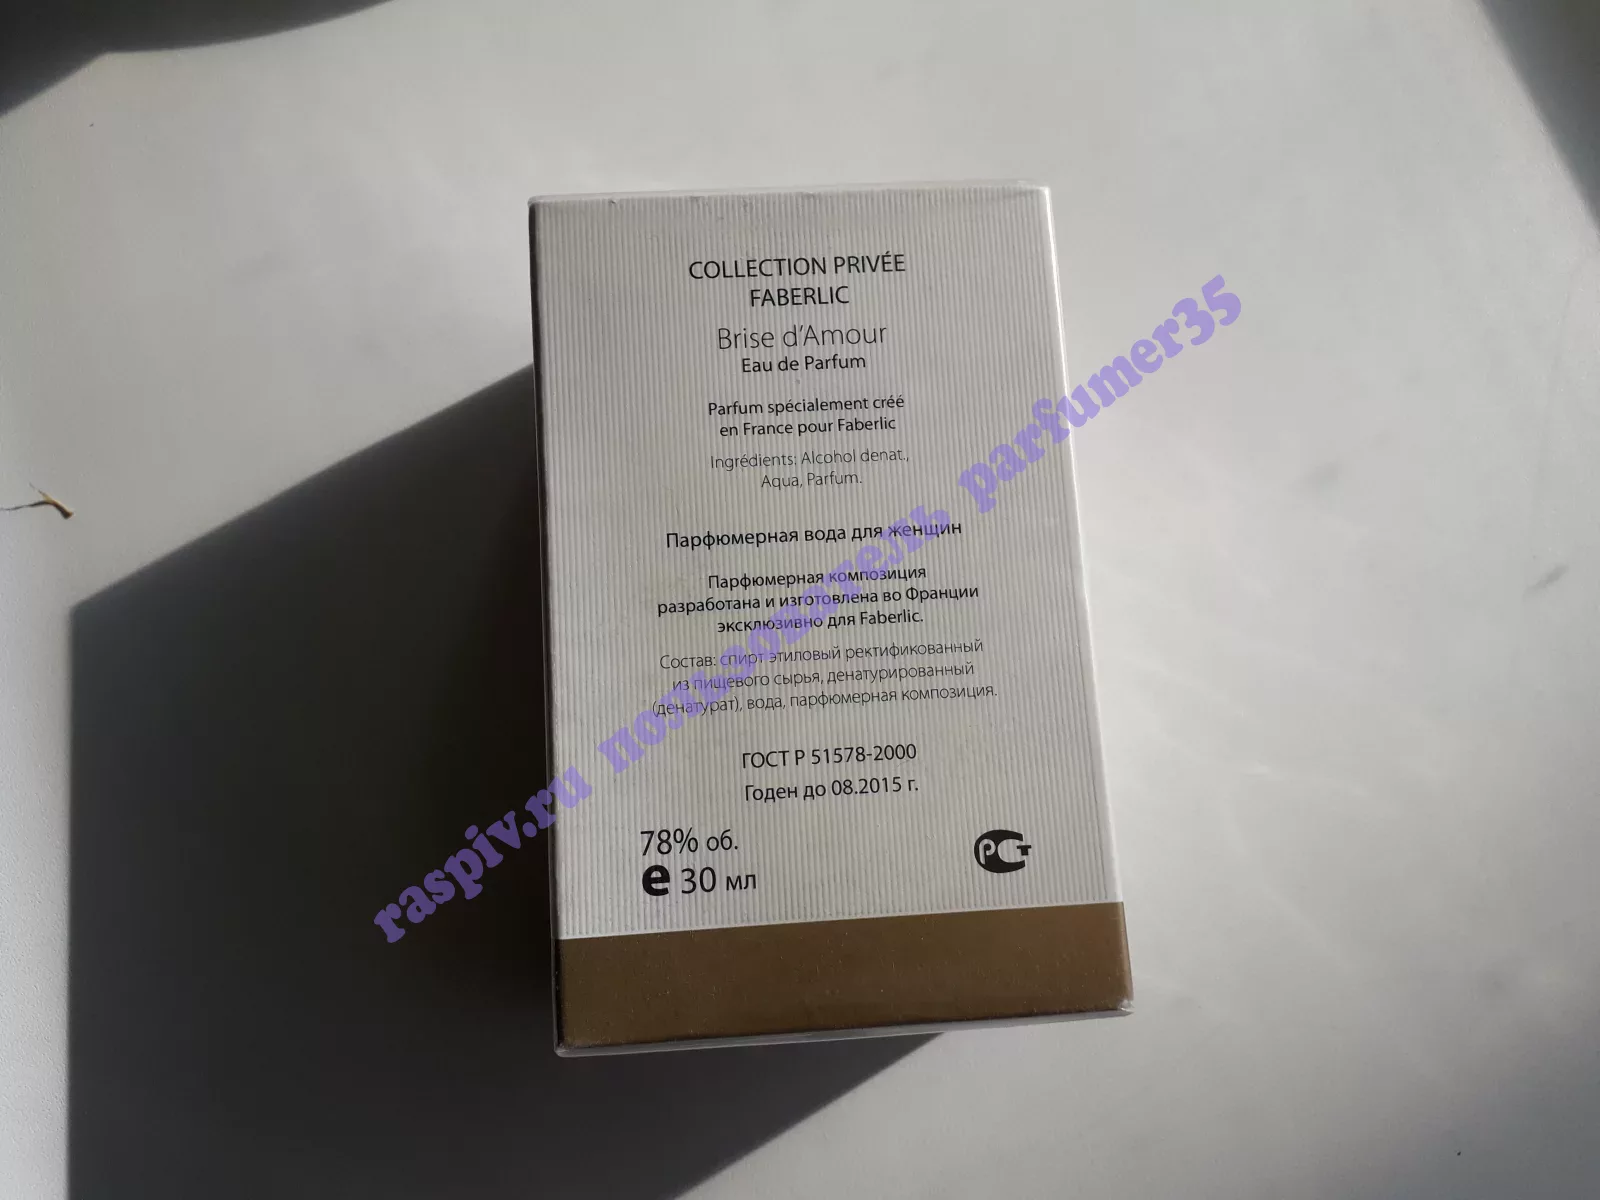 COLLECTION PRIVÉE
FABERLIC
Brise d'Amour
Eau de Parfum
Parfum spécialement créé
en France pour Faberlic
Ingrédients: Alcohol denat.,
Aqua, Parfum.
Парфюмерная вода для женщин
Парфюмерная композиция
разработана и изготовлена во Франции
эксклюзивно для Faberlic.
Состав: спирт этиловый ректификованный
из пищевого сырья, денатурированный
(денатурат), вода, парфюмерная композиция.
ГОСТ Р 51578-2000
Годен до 08.2015 г.
78% об.
e 30 мл
РСТ
raspiv.ru пользователь parfumer35